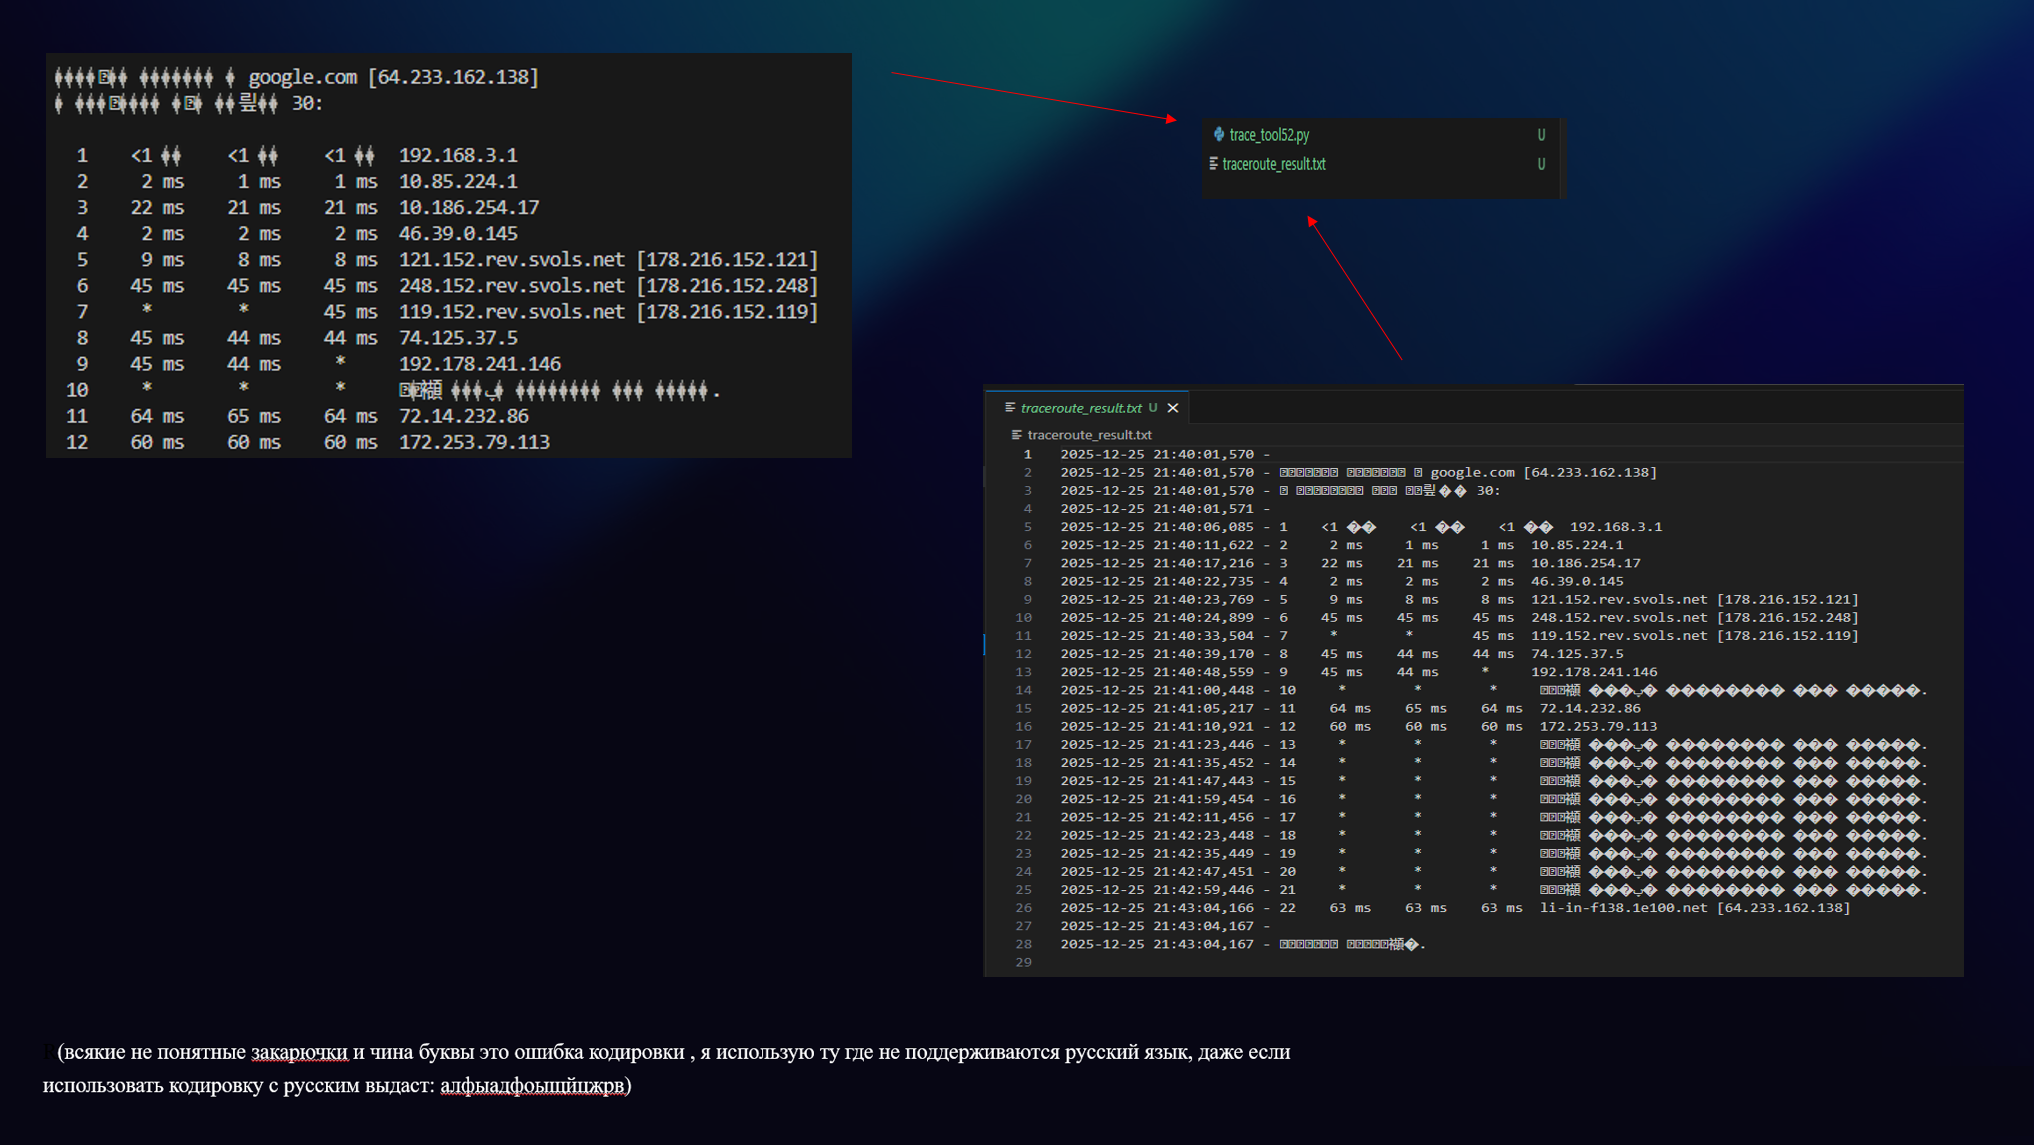 google.com [64.233.162.138]
30:
1 <1 <1 <1 192.168.3.1
2 2 ms 1 ms 1 ms 10.85.224.1
3 22 ms 21 ms 21 ms 10.186.254.17
4 2 ms 2 ms 2 ms 46.39.0.145
5 9 ms 8 ms 8 ms 121.152.rev.svols.net [178.216.152.121]
6 45 ms 45 ms 45 ms 248.152.rev.svols.net [178.216.152.248]
7 * * 45 ms 119.152.rev.svols.net [178.216.152.119]
8 45 ms 44 ms 44 ms 74.125.37.5
9 45 ms 44 ms * 192.178.241.146
10 * * * .
11 64 ms 65 ms 64 ms 72.14.232.86
12 60 ms 60 ms 60 ms 172.253.79.113
trace_tool52.py U
traceroute_result.txt U
traceroute_result.txt U ×
traceroute_result.txt
1 2025-12-25 21:40:01,570 -
2 2025-12-25 21:40:01,570 - google.com [64.233.162.138]
3 2025-12-25 21:40:01,570 - 30:
4 2025-12-25 21:40:01,571 -
5 2025-12-25 21:40:06,085 - 1 <1 �� <1 �� <1 �� 192.168.3.1
6 2025-12-25 21:40:11,622 - 2 2 ms 1 ms 1 ms 10.85.224.1
7 2025-12-25 21:40:17,216 - 3 22 ms 21 ms 21 ms 10.186.254.17
8 2025-12-25 21:40:22,735 - 4 2 ms 2 ms 2 ms 46.39.0.145
9 2025-12-25 21:40:23,769 - 5 9 ms 8 ms 8 ms 121.152.rev.svols.net [178.216.152.121]
10 2025-12-25 21:40:24,899 - 6 45 ms 45 ms 45 ms 248.152.rev.svols.net [178.216.152.248]
11 2025-12-25 21:40:33,504 - 7 * * 45 ms 119.152.rev.svols.net [178.216.152.119]
12 2025-12-25 21:40:39,170 - 8 45 ms 44 ms 44 ms 74.125.37.5
13 2025-12-25 21:40:48,559 - 9 45 ms 44 ms * 192.178.241.146
14 2025-12-25 21:41:00,448 - 10 * * * .
15 2025-12-25 21:41:05,217 - 11 64 ms 65 ms 64 ms 72.14.232.86
16 2025-12-25 21:41:10,921 - 12 60 ms 60 ms 60 ms 172.253.79.113
17 2025-12-25 21:41:23,446 - 13 * * * .
18 2025-12-25 21:41:35,452 - 14 * * * .
19 2025-12-25 21:41:47,443 - 15 * * * .
20 2025-12-25 21:41:59,454 - 16 * * * .
21 2025-12-25 21:42:11,456 - 17 * * * .
22 2025-12-25 21:42:23,448 - 18 * * * .
23 2025-12-25 21:42:35,449 - 19 * * * .
24 2025-12-25 21:42:47,451 - 20 * * * .
25 2025-12-25 21:42:59,446 - 21 * * * .
26 2025-12-25 21:43:04,166 - 22 63 ms 63 ms 63 ms li-in-f138.1e100.net [64.233.162.138]
27 2025-12-25 21:43:04,167 -
28 2025-12-25 21:43:04,167 - .
29
R(всякие не понятные закарючки и чина буквы это ошибка кодировки , я использую ту где не поддерживаются русский язык, даже если
использовать кодировку с русским выдаст: алфыадфоыщйцжрв)